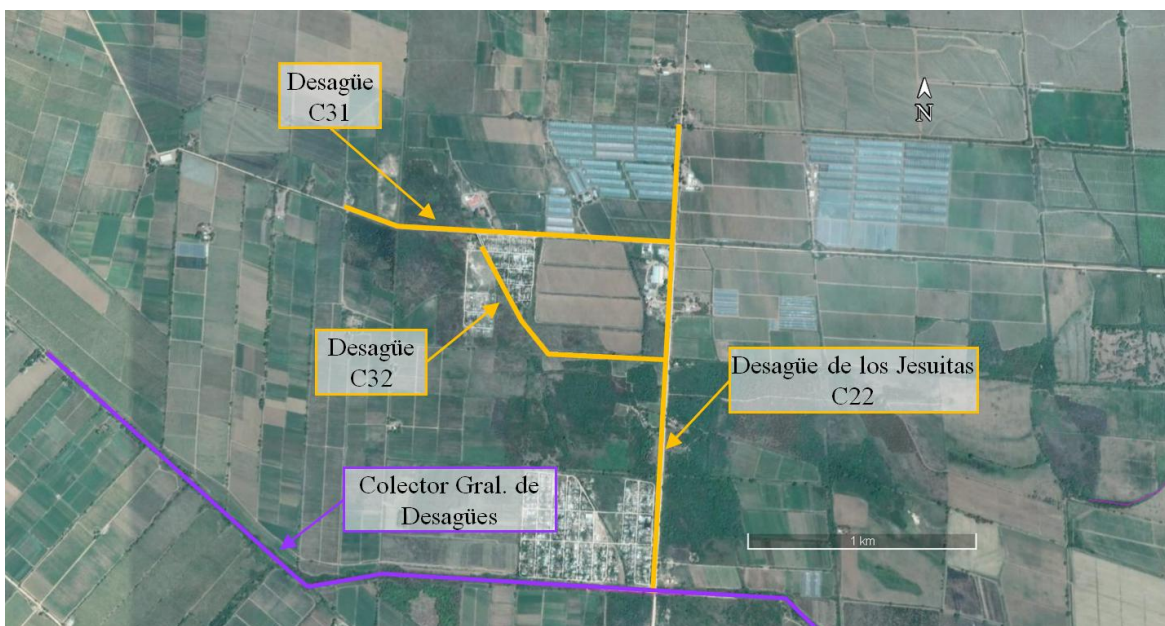 Desagüe
C31
N
Desagüe
C32
Desagüe de los Jesuitas
C22
Colector Gral. de
Desagües
1 km